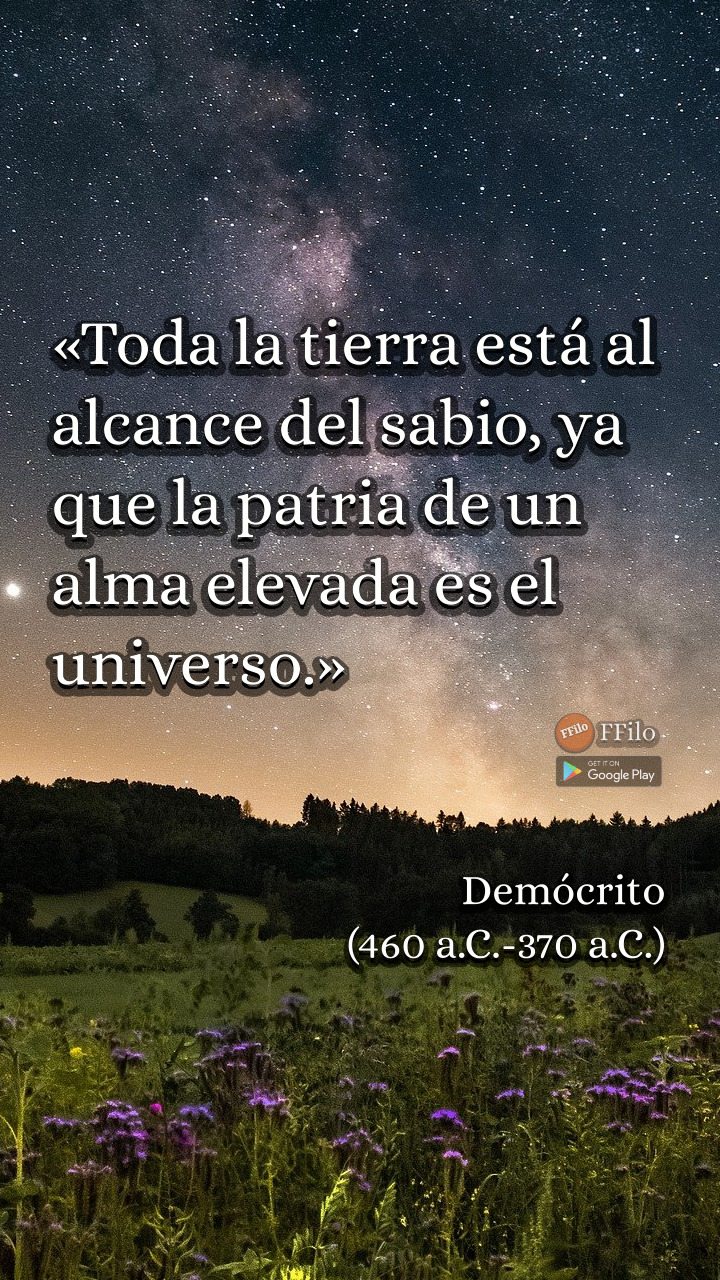 «Toda la tierra está al
alcance del sabio, ya
que la patria de un
alma elevada es el
universo.»
FFilo FFilo
GET IT ON
Google Play
Demócrito
(460 a.C.-370 a.C.)